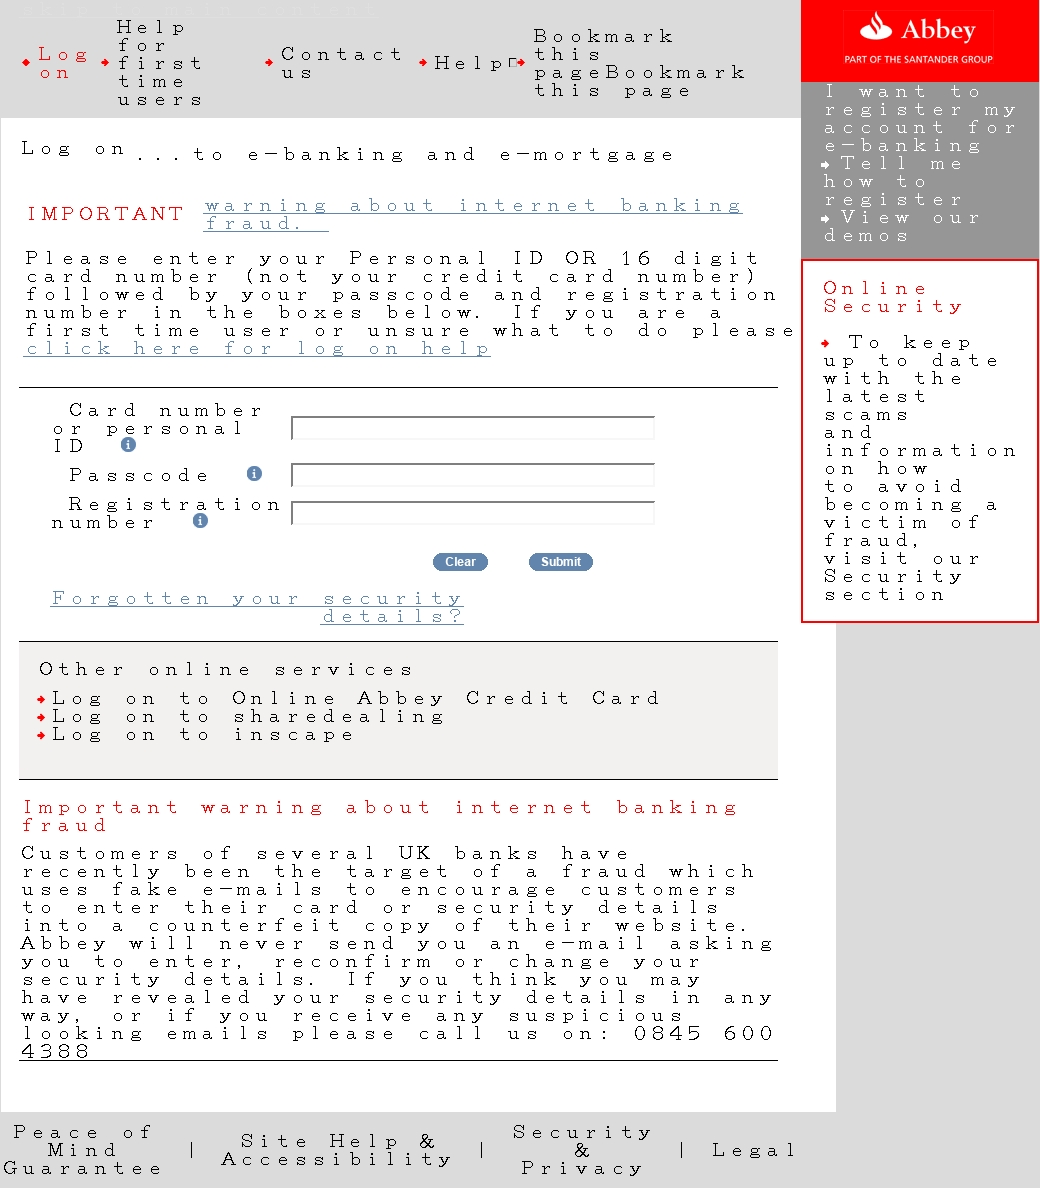 skip to main content
Log
on
Help
for
first
time
users
Contact
us
Help
Bookmark
this
pageBookmark
this page
Abbey
PART OF THE SANTANDER GROUP
I want to
register my
account for
e-banking
Tell me
how to
register
View our
demos
Log on ...to e-banking and e-mortgage
IMPORTANT
warning about internet banking
fraud.
Please enter your Personal ID OR 16 digit
card number (not your credit card number)
followed by your passcode and registration
number in the boxes below. If you are a
first time user or unsure what to do please
click here for log on help
Online
Security
To keep
up to date
with the
latest
scams
and
information
on how
to avoid
becoming a
victim of
fraud,
visit our
Security
section
Card number
or personal
ID
Passcode
Registration
number
Clear
Submit
Forgotten your security
details?
Other online services
Log on to Online Abbey Credit Card
Log on to sharedealing
Log on to inscape
Important warning about internet banking
fraud
Customers of several UK banks have
recently been the target of a fraud which
uses fake e-mails to encourage customers
to enter their card or security details
into a counterfeit copy of their website.
Abbey will never send you an e-mail asking
you to enter, reconfirm or change your
security details. If you think you may
have revealed your security details in any
way, or if you receive any suspicious
looking emails please call us on: 0845 600
4388
Peace of
Mind
Guarantee
|
Site Help &
Accessibility
|
Security
&
Privacy
|
Legal